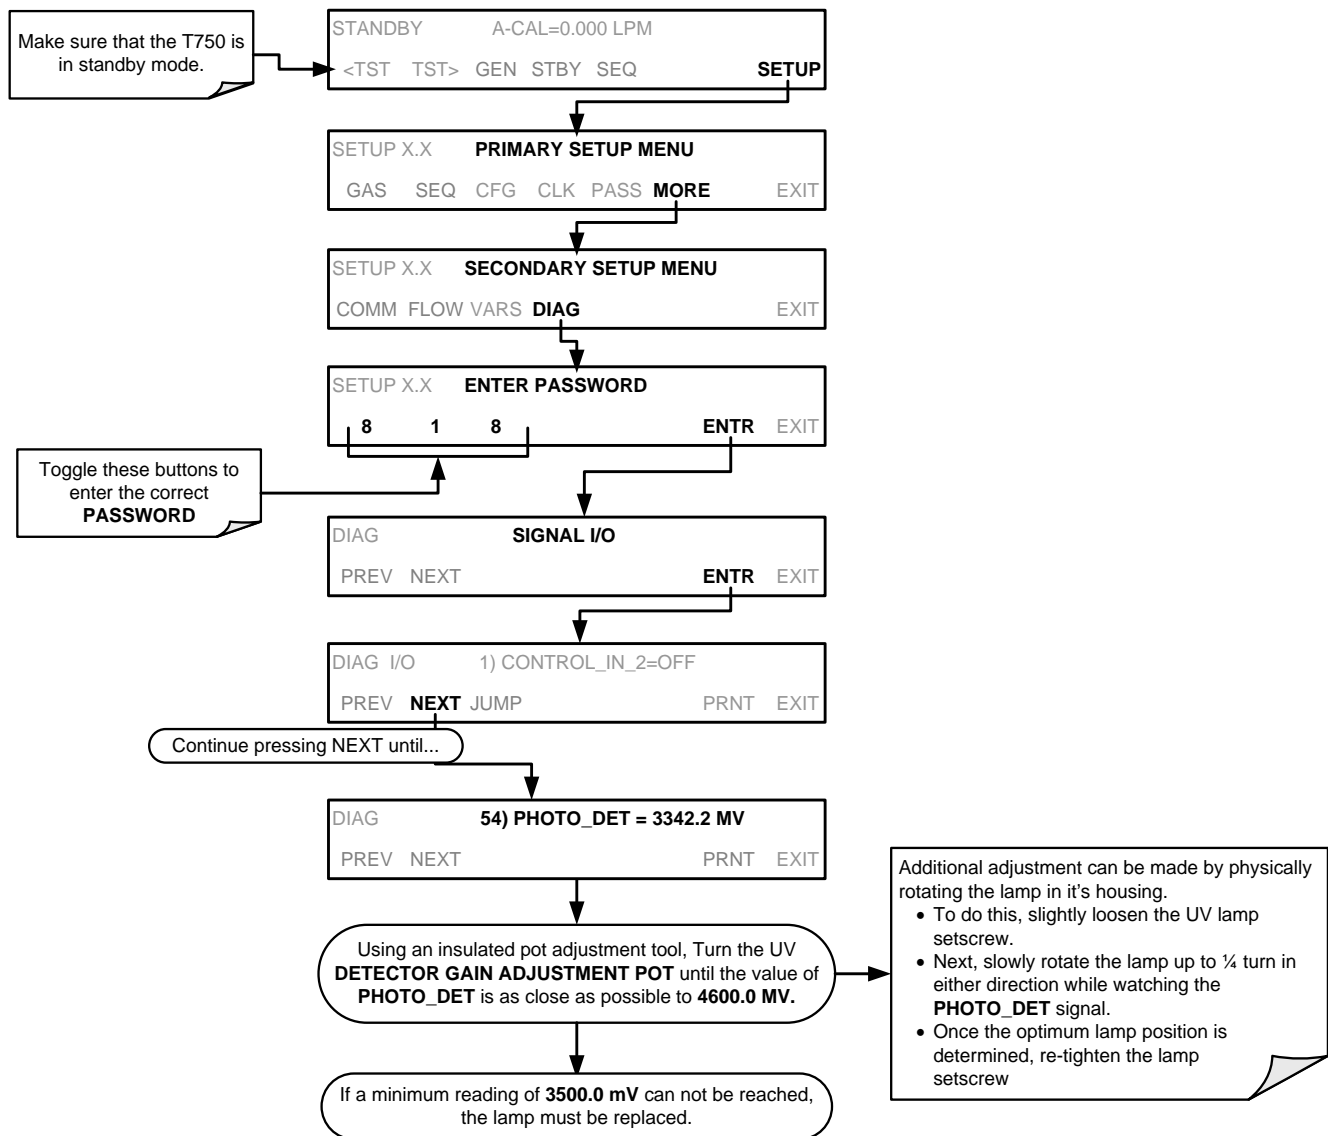 Make sure that the T750 is
in standby mode.
STANDBY A-CAL=0.000 LPM
<TST TST> GEN STBY SEQ SETUP
SETUP X.X PRIMARY SETUP MENU
GAS SEQ CFG CLK PASS MORE EXIT
SETUP X.X SECONDARY SETUP MENU
COMM FLOW VARS DIAG EXIT
SETUP X.X ENTER PASSWORD
8 1 8 ENTR EXIT
Toggle these buttons to
enter the correct
PASSWORD
DIAG SIGNAL I/O
PREV NEXT ENTR EXIT
DIAG I/O 1) CONTROL_IN_2=OFF
PREV NEXT JUMP PRNT EXIT
Continue pressing NEXT until...
DIAG 54) PHOTO_DET = 3342.2 MV
PREV NEXT PRNT EXIT
Using an insulated pot adjustment tool, Turn the UV
DETECTOR GAIN ADJUSTMENT POT until the value of
PHOTO_DET is as close as possible to 4600.0 MV.
Additional adjustment can be made by physically
rotating the lamp in it's housing.
• To do this, slightly loosen the UV lamp
setscrew.
• Next, slowly rotate the lamp up to ¼ turn in
either direction while watching the
PHOTO_DET signal.
• Once the optimum lamp position is
determined, re-tighten the lamp
setscrew
If a minimum reading of 3500.0 mV can not be reached,
the lamp must be replaced.